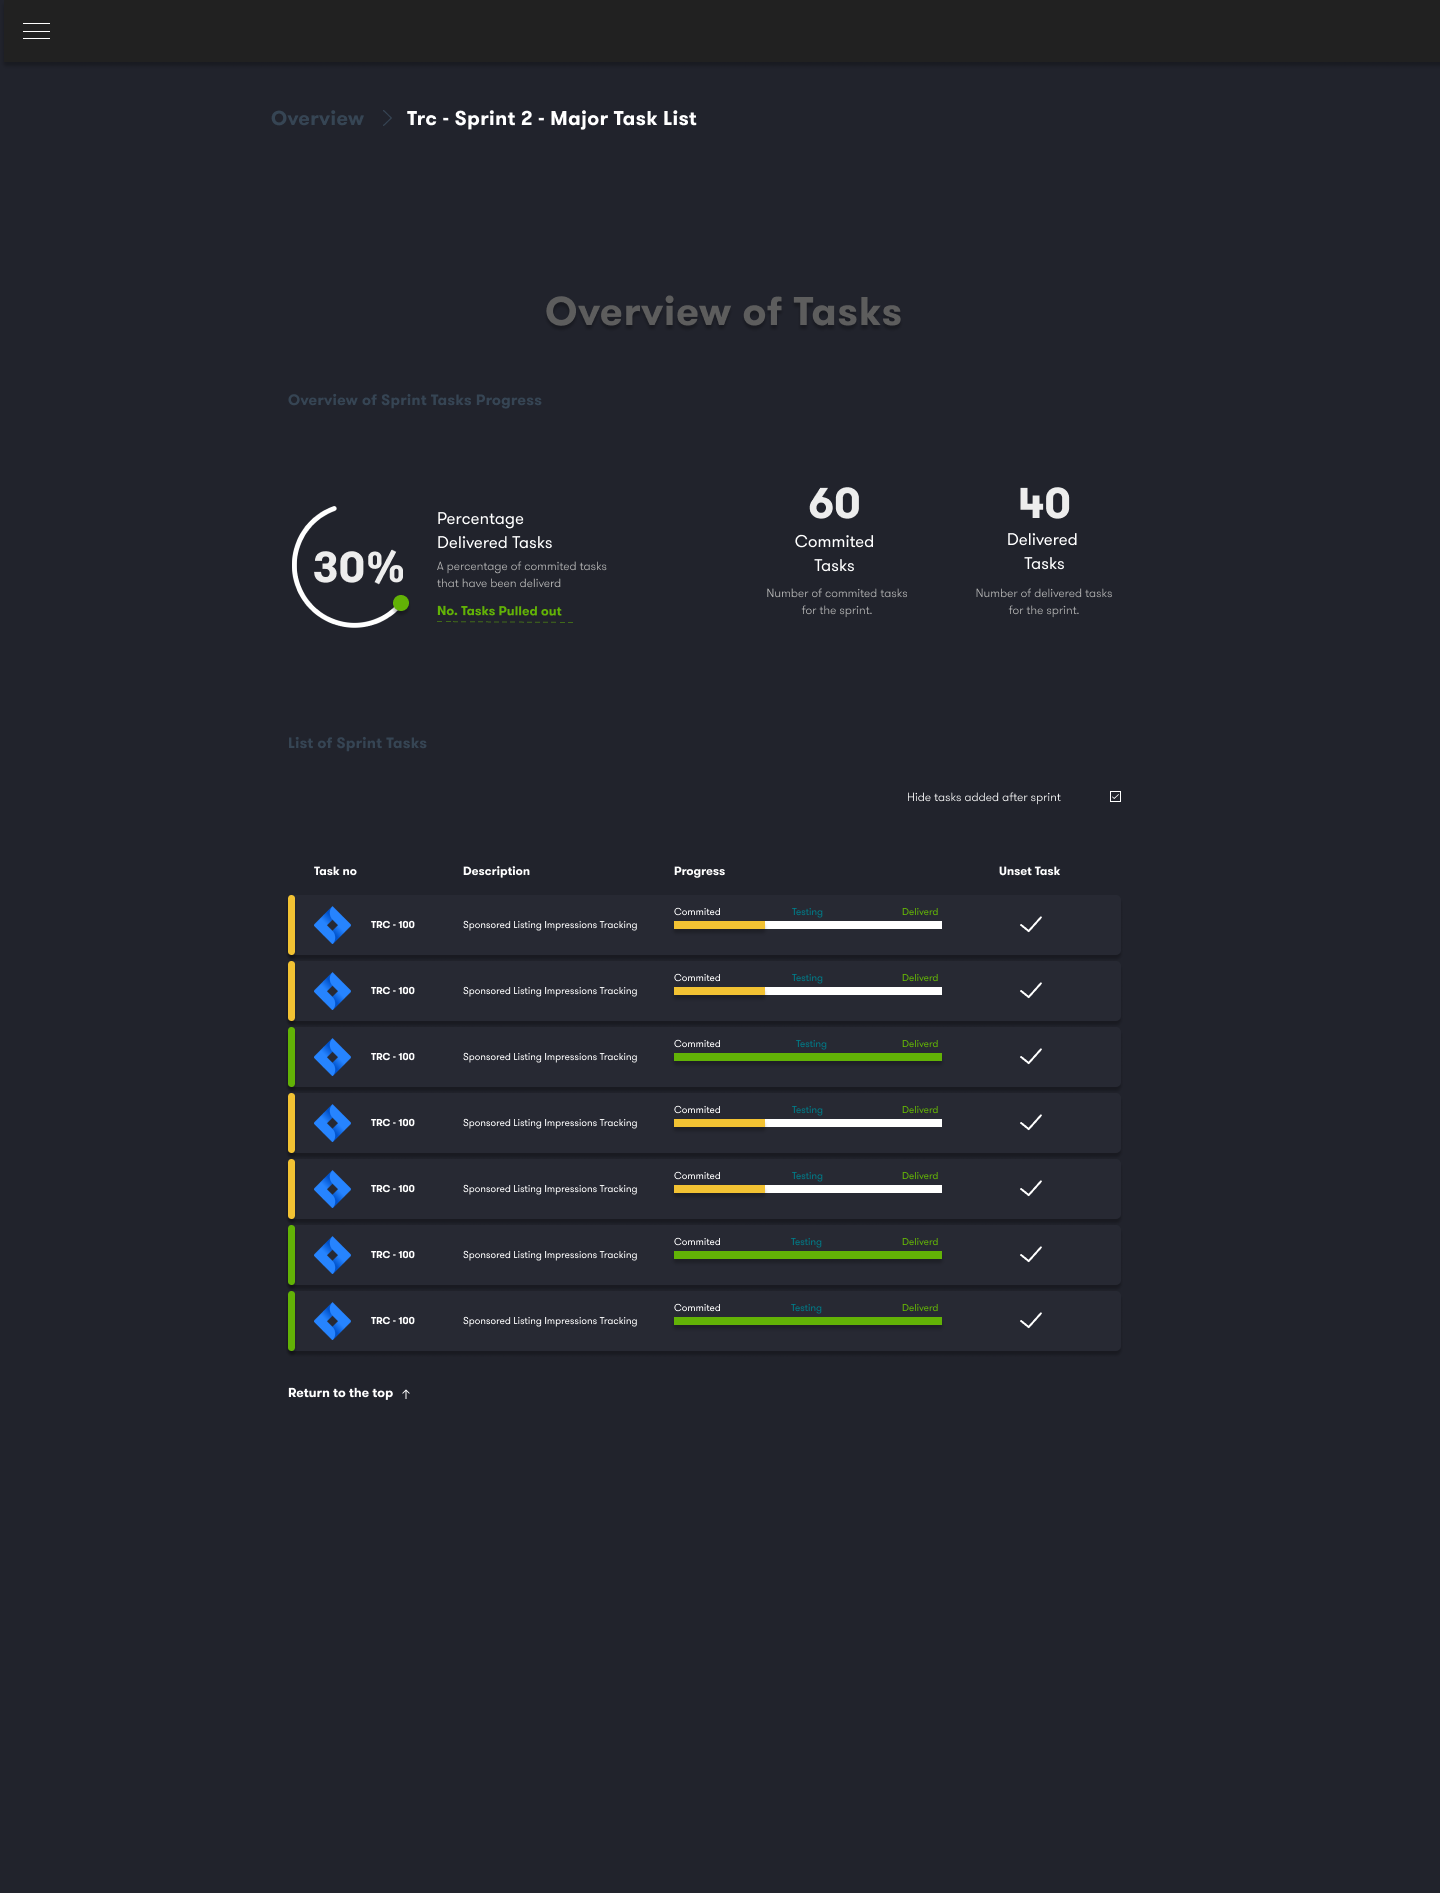 Overview
Trc - Sprint 2 - Major Task List
Overview of Tasks
Overview of Sprint Tasks Progress
30%
Percentage
Delivered Tasks
A percentage of commited tasks
that have been deliverd
No. Tasks Pulled out
60
Commited
Tasks
Number of commited tasks
for the sprint.
40
Delivered
Tasks
Number of delivered tasks
for the sprint.
List of Sprint Tasks
Hide tasks added after sprint
Task no Description Progress Unset Task
Commited Testing Deliverd
TRC - 100 Sponsored Listing Impressions Tracking
Commited Testing Deliverd
TRC - 100 Sponsored Listing Impressions Tracking
Commited Testing Deliverd
TRC - 100 Sponsored Listing Impressions Tracking
Commited Testing Deliverd
TRC - 100 Sponsored Listing Impressions Tracking
Commited Testing Deliverd
TRC - 100 Sponsored Listing Impressions Tracking
Commited Testing Deliverd
TRC - 100 Sponsored Listing Impressions Tracking
Commited Testing Deliverd
TRC - 100 Sponsored Listing Impressions Tracking
Return to the top